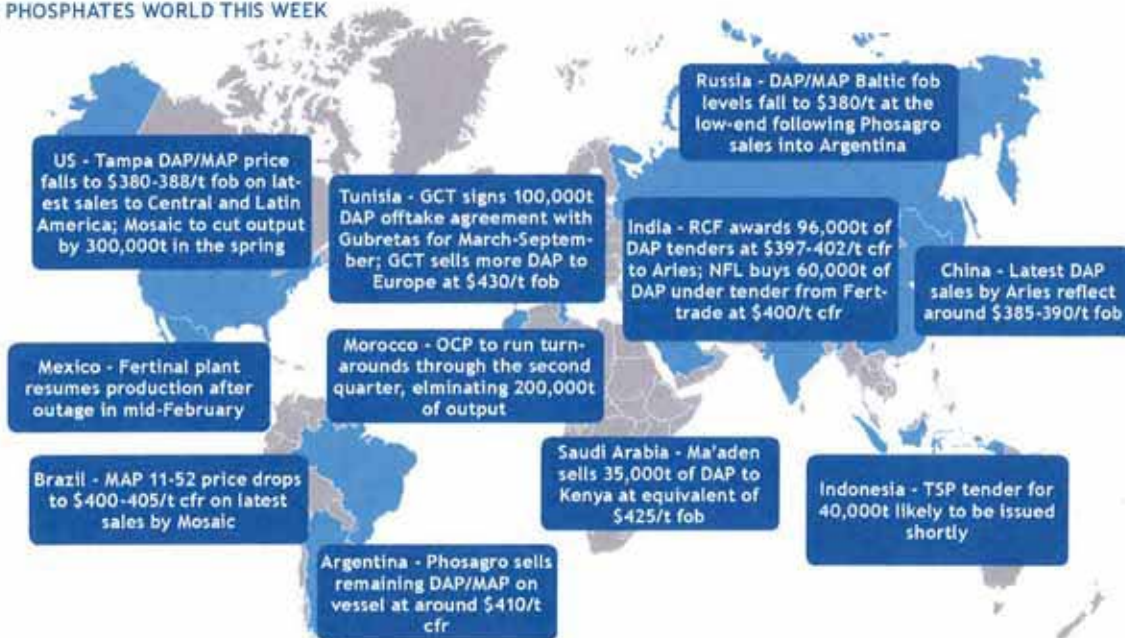 PHOSPHATES WORLD THIS WEEK
Russia - DAP/MAP Baltic fob
levels fall to $380/t at the
low-end following Phosagro
sales into Argentina
US - Tampa DAP/MAP price
falls to $380-388/t fob on lat-
est sales to Central and Latin
America; Mosaic to cut output
by 300,000t in the spring
Tunisia - GCT signs 100,000t
DAP offtake agreement with
Gubretas for March-Septem-
ber; GCT sells more DAP to
Europe at $430/t fob
India - RCF awards 96,000t of
DAP tenders at $397-402/t cfr
to Aries; NFL buys 60,000t of
DAP under tender from Fert-
trade at $400/t cfr
China - Latest DAP
sales by Aries reflect
around $385-390/t fob
Mexico - Fertinal plant
resumes production after
outage in mid-February
Morocco - OCP to run turn-
arounds through the second
quarter, elminating 200,000t
of output
Brazil - MAP 11-52 price drops
to $400-405/t cfr on latest
sales by Mosaic
Saudi Arabia - Ma'aden
sells 35,000t of DAP to
Kenya at equivalent of
$425/t fob
Indonesia - TSP tender for
40,000t likely to be issued
shortly
Argentina - Phosagro sells
remaining DAP/MAP on
vessel at around $410/t
cfr